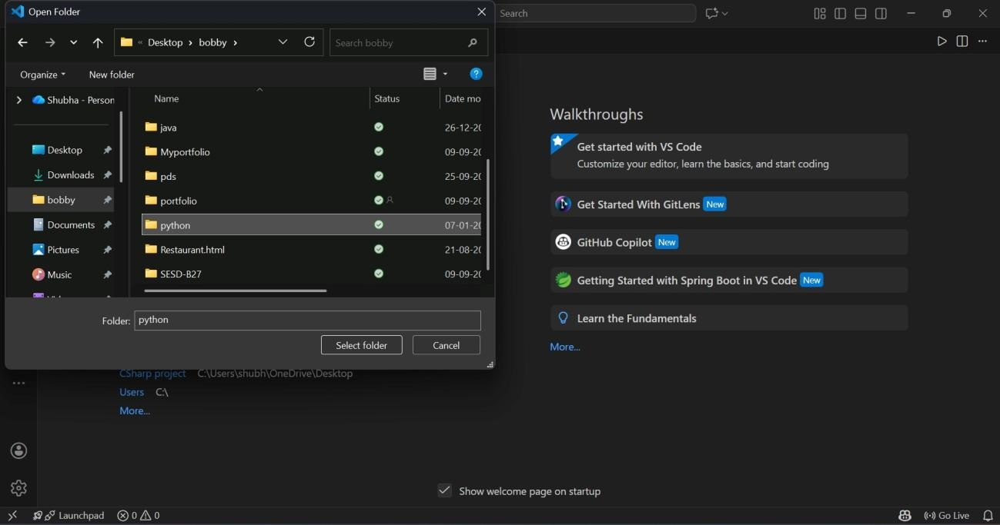 Open Folder
Search
« Desktop › bobby ›
Search bobby
Organize
New folder
?
Shubha - Person
Name
Status
Date mo
java
26-12-20
Desktop
Myportfolio
09-09-20
Downloads
pds
25-09-20
bobby
portfolio
09-09-20
Documents
python
07-01-20
Pictures
Restaurant.html
21-08-20
Music
SESD-B27
09-09-20
Folder: python
Select folder
Cancel
Walkthroughs
Get started with VS Code
Customize your editor, learn the basics, and start coding
Get Started With GitLens New
GitHub Copilot New
Getting Started with Spring Boot in VS Code New
Learn the Fundamentals
More...
CSharp project C:\Users\shubh\OneDrive\Desktop
Users C:\
More...
Show welcome page on startup
Launchpad
0
0
Go Live